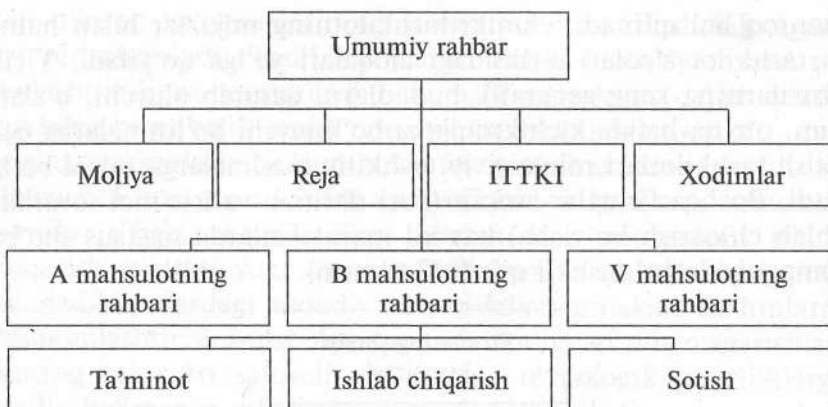 Umumiy rahbar
Moliya Reja ITTKI Xodimlar
A mahsulotning B mahsulotning V mahsulotning
rahbari rahbari rahbari
Ta'minot Ishlab chiqarish Sotish